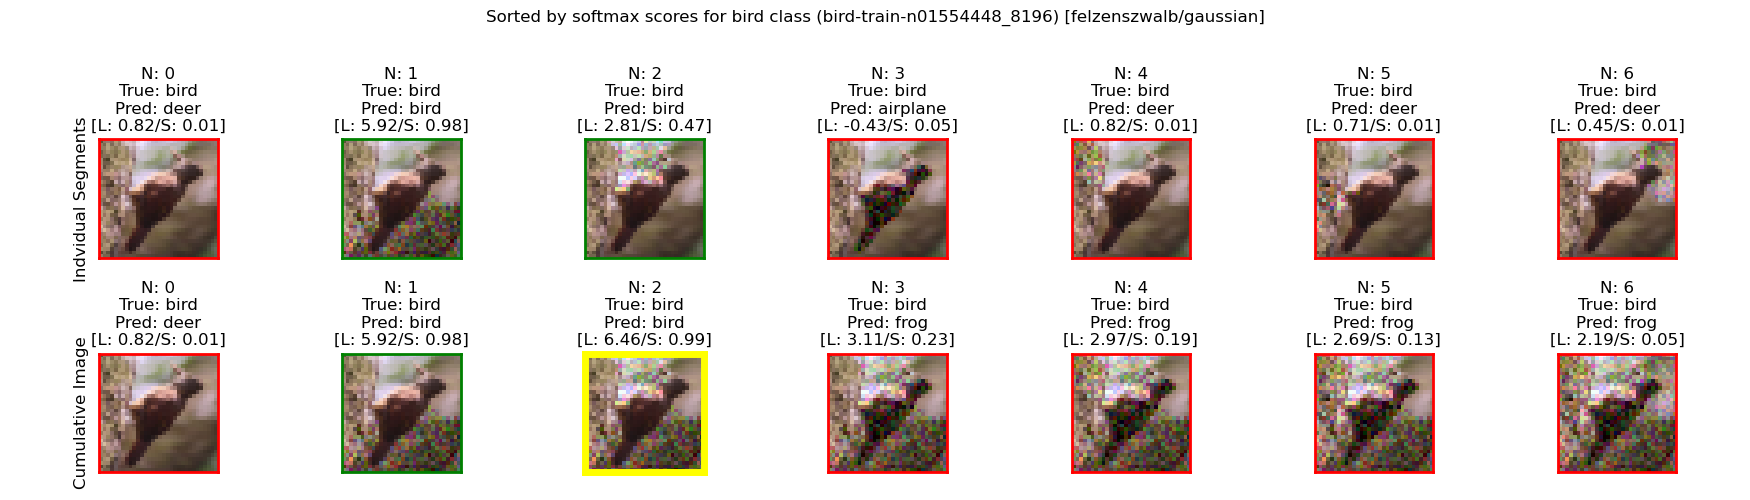 Sorted by softmax scores for bird class (bird-train-n01554448_8196) [felzenszwalb/gaussian]
Indvidual Segments
N: 0
True: bird
Pred: deer
[L: 0.82/S: 0.01]
N: 1
True: bird
Pred: bird
[L: 5.92/S: 0.98]
N: 2
True: bird
Pred: bird
[L: 2.81/S: 0.47]
N: 3
True: bird
Pred: airplane
[L: -0.43/S: 0.05]
N: 4
True: bird
Pred: deer
[L: 0.82/S: 0.01]
N: 5
True: bird
Pred: deer
[L: 0.71/S: 0.01]
N: 6
True: bird
Pred: deer
[L: 0.45/S: 0.01]
Cumulative Image
N: 0
True: bird
Pred: deer
[L: 0.82/S: 0.01]
N: 1
True: bird
Pred: bird
[L: 5.92/S: 0.98]
N: 2
True: bird
Pred: bird
[L: 6.46/S: 0.99]
N: 3
True: bird
Pred: frog
[L: 3.11/S: 0.23]
N: 4
True: bird
Pred: frog
[L: 2.97/S: 0.19]
N: 5
True: bird
Pred: frog
[L: 2.69/S: 0.13]
N: 6
True: bird
Pred: frog
[L: 2.19/S: 0.05]